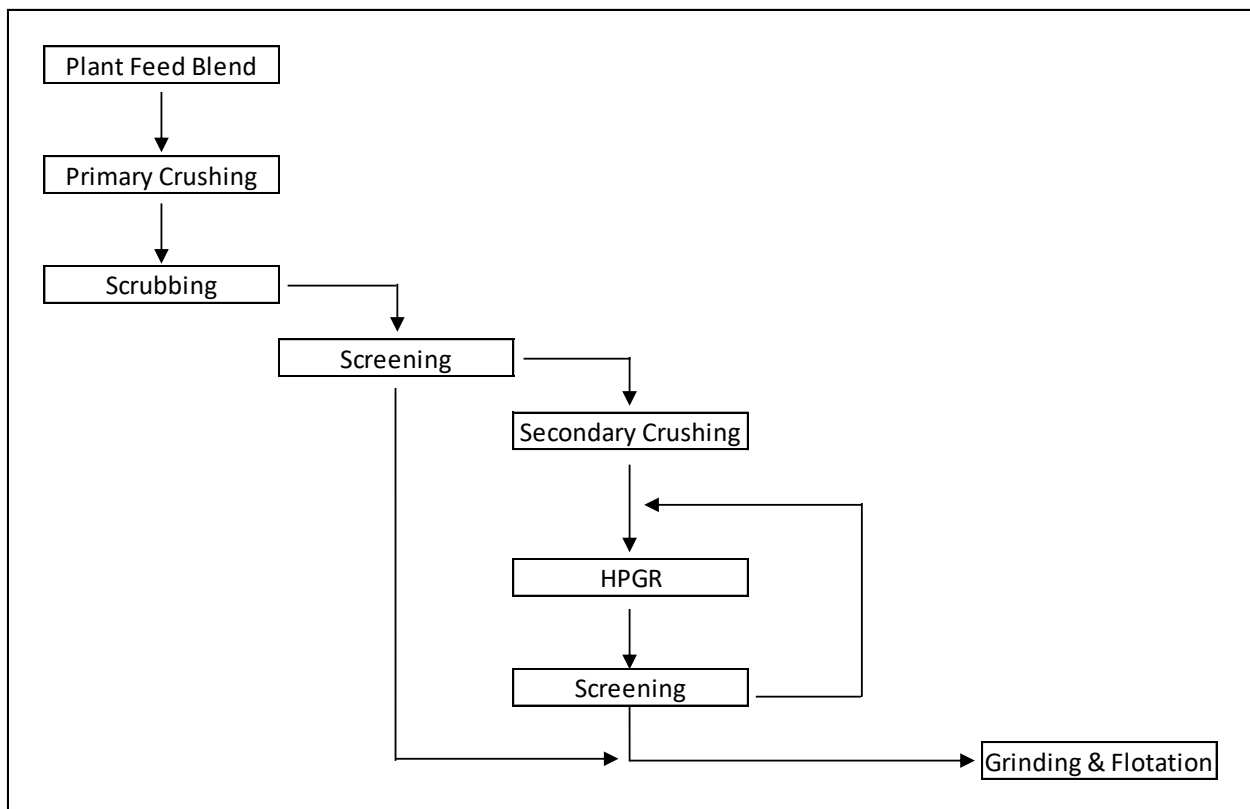 Plant Feed Blend
Primary Crushing
Scrubbing
Screening
Secondary Crushing
HPGR
Screening
Grinding & Flotation